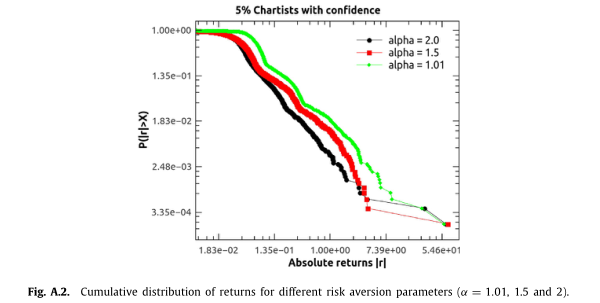 5% Chartists with confidence
1.00e+00
1.35e-01
1.83e-02
2.48e-03
3.35e-04
P(|r|>X)
alpha = 2.0
alpha = 1.5
alpha = 1.01
1.83e-02 1.35e-01 1.00e+00 7.39e+00 5.46e+01
Absolute returns |r|
Fig. A.2. Cumulative distribution of returns for different risk aversion parameters (α = 1.01, 1.5 and 2).